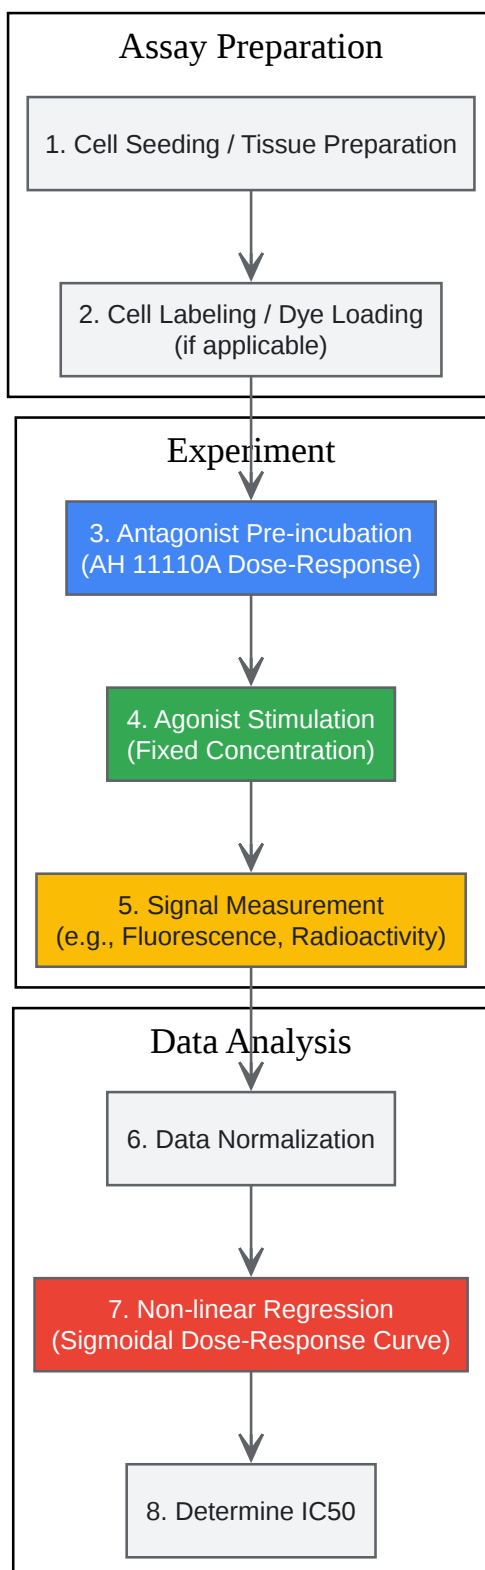 Assay Preparation
1. Cell Seeding / Tissue Preparation
2. Cell Labeling / Dye Loading
(if applicable)
Experiment
3. Antagonist Pre-incubation
(AH 11110A Dose-Response)
4. Agonist Stimulation
(Fixed Concentration)
5. Signal Measurement
(e.g., Fluorescence, Radioactivity)
Data Analysis
6. Data Normalization
7. Non-linear Regression
(Sigmoidal Dose-Response Curve)
8. Determine IC50